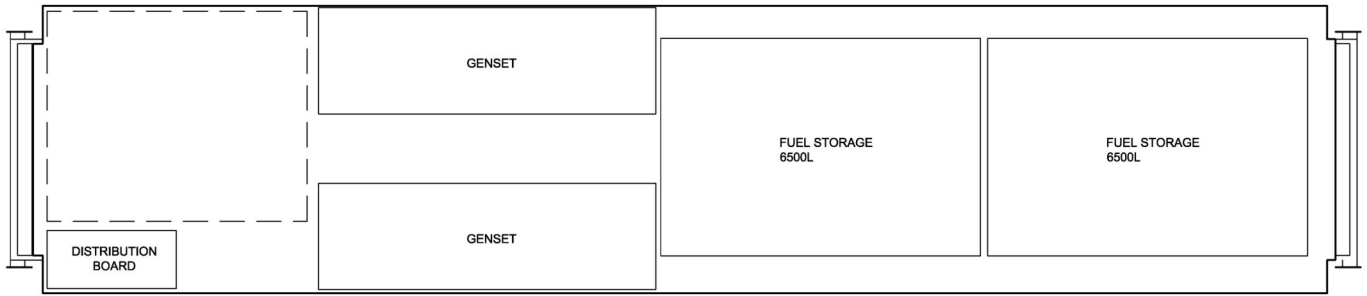 GENSET
FUEL STORAGE
6500L
FUEL STORAGE
6500L
GENSET
DISTRIBUTION
BOARD